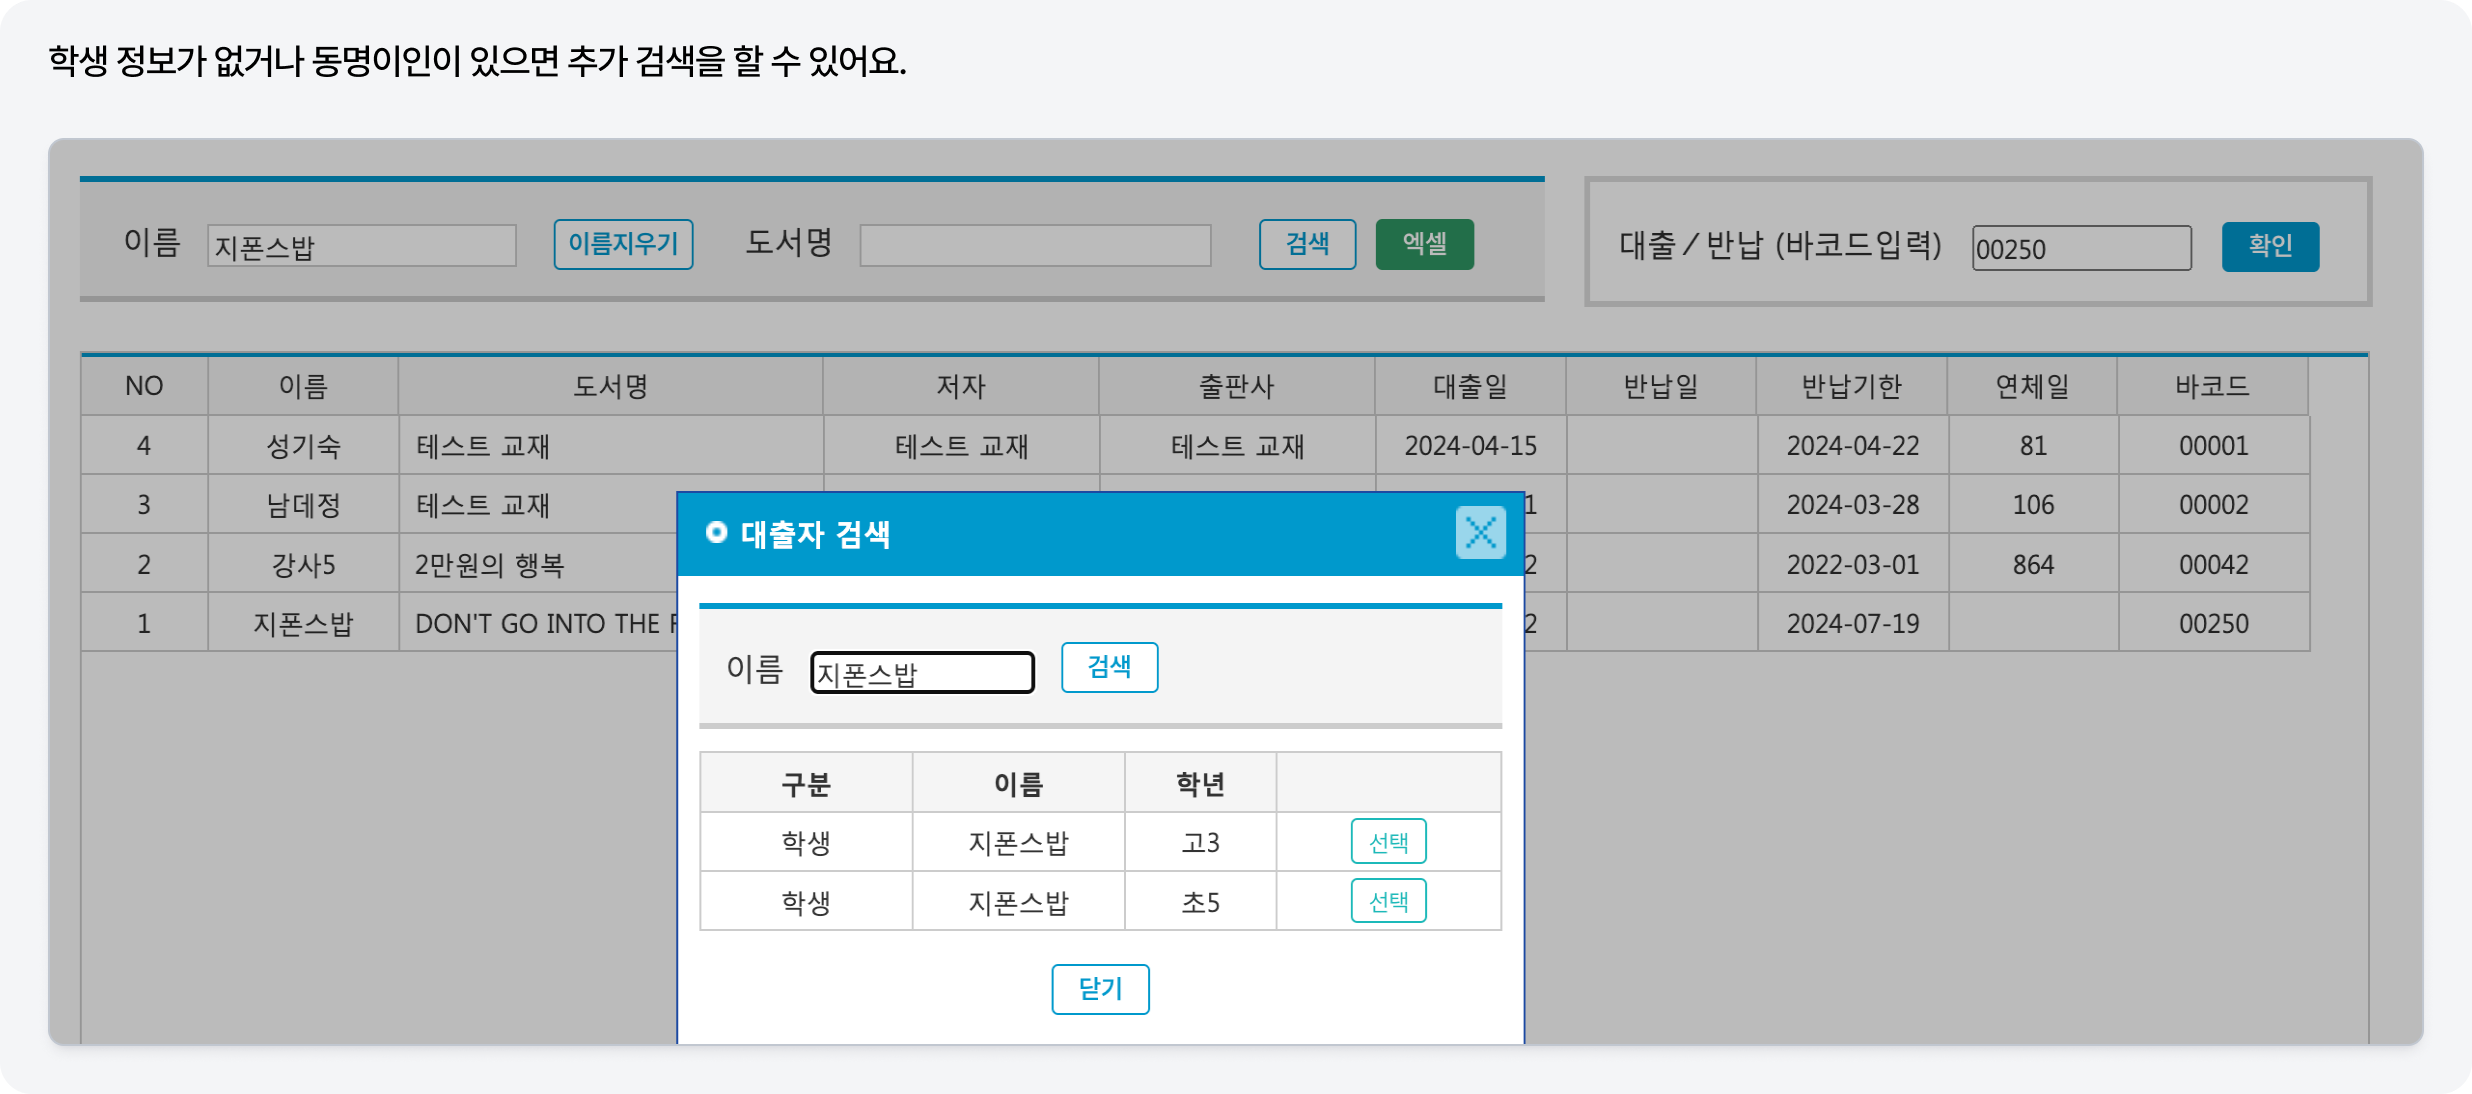 학생 정보가 없거나 동명이인이 있으면 추가 검색을 할 수 있어요.
이름 지폰스밥 이름지우기 도서명 검색 엑셀 대출 / 반납 (바코드입력) 00250 확인
NO 이름 도서명 저자 출판사 대출일 반납일 반납기한 연체일 바코드
4 성기숙 테스트 교재 테스트 교재 테스트 교재 2024-04-15 2024-04-22 81 00001
3 남데정 테스트 교재 1 2024-03-28 106 00002
2 강사5 2만원의 행복 2 2022-03-01 864 00042
1 지폰스밥 DON'T GO INTO THE 2 2024-07-19 00250
대출자 검색
이름 지폰스밥 검색
구분 이름 학년
학생 지폰스밥 고3 선택
학생 지폰스밥 초5 선택
닫기